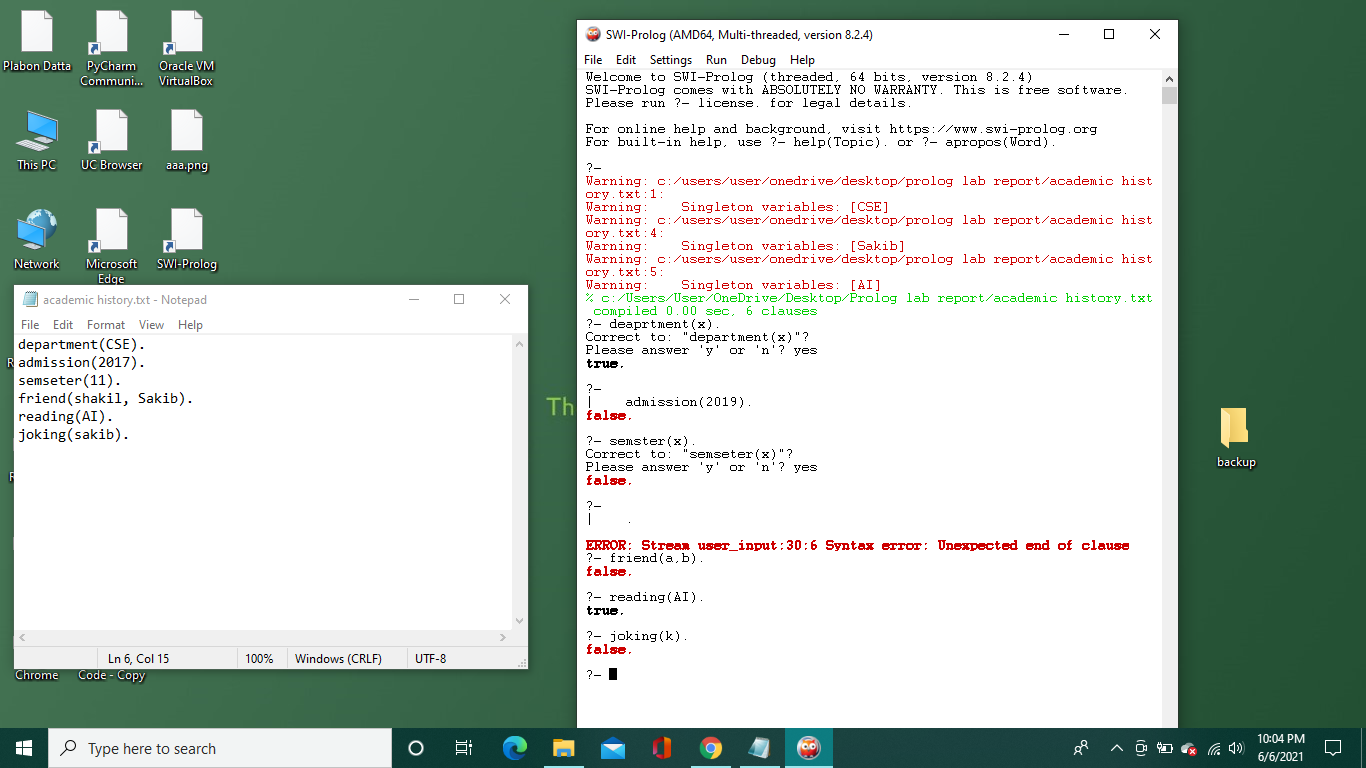 Plabon Datta
PyCharm
Communi...
Oracle VM
VirtualBox
This PC
UC Browser
aaa.png
Network
Microsoft
Edge
SWI-Prolog
academic history.txt - Notepad
File Edit Format View Help
department(CSE).
admission(2017).
semseter(11).
friend(shakil, Sakib).
reading(AI).
joking(sakib).
Ln 6, Col 15 100% Windows (CRLF) UTF-8
Chrome
Code - Copy
Th
SWI-Prolog (AMD64, Multi-threaded, version 8.2.4)
File Edit Settings Run Debug Help
Welcome to SWI-Prolog (threaded, 64 bits, version 8.2.4)
SWI-Prolog comes with ABSOLUTELY NO WARRANTY. This is free software.
Please run ?- license. for legal details.
For online help and background, visit https://www.swi-prolog.org
For built-in help, use ?- help(Topic). or ?- apropos(Word).
?-
Warning: c:/users/user/onedrive/desktop/prolog lab report/academic hist
ory.txt:1:
Warning:    Singleton variables: [CSE]
Warning: c:/users/user/onedrive/desktop/prolog lab report/academic hist
ory.txt:4:
Warning:    Singleton variables: [Sakib]
Warning: c:/users/user/onedrive/desktop/prolog lab report/academic hist
ory.txt:5:
Warning:    Singleton variables: [AI]
% c:/Users/User/OneDrive/Desktop/Prolog lab report/academic history.txt
 compiled 0.00 sec, 6 clauses
?- deaprtment(x).
Correct to: "department(x)"?
Please answer 'y' or 'n'? yes
true.
?-
|    admission(2019).
false.
?- semster(x).
Correct to: "semseter(x)"?
Please answer 'y' or 'n'? yes
false.
?-
|    .
ERROR: Stream user_input:30:6 Syntax error: Unexpected end of clause
?- friend(a,b).
false.
?- reading(AI).
true.
?- joking(k).
false.
?-
backup
Type here to search
10:04 PM
6/6/2021